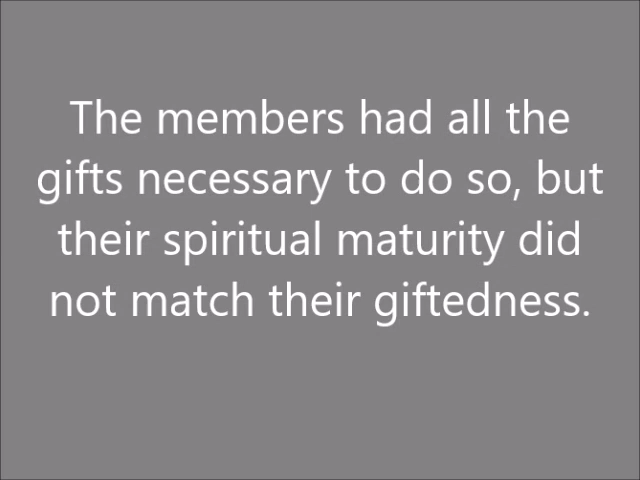 The members had all the
gifts necessary to do so, but
their spiritual maturity did
not match their giftedness.